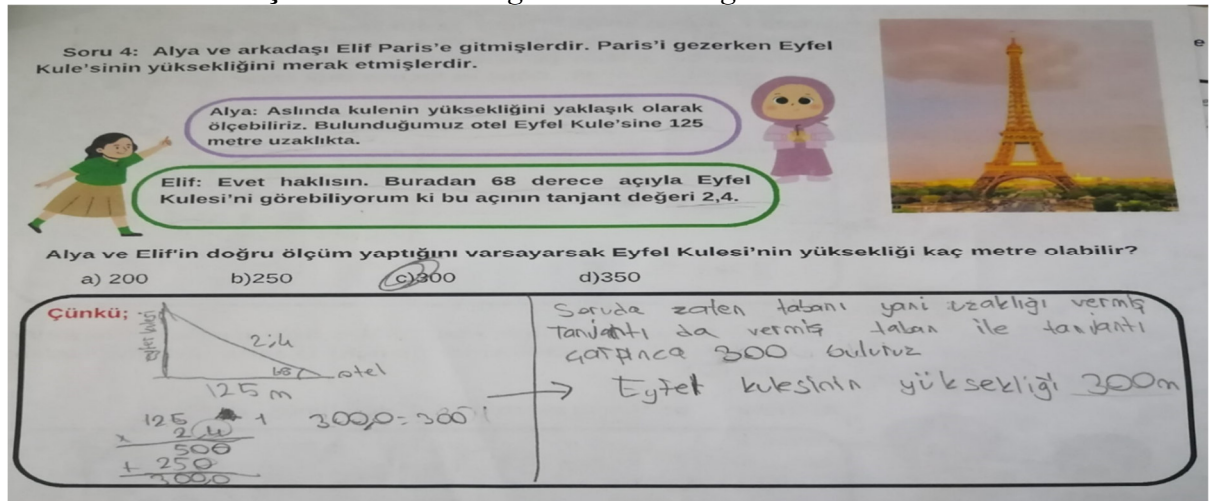 Soru 4: Alya ve arkadaşı Elif Paris'e gitmişlerdir. Paris'i gezerken Eyfel
Kule'sinin yüksekliğini merak etmişlerdir.
Alya: Aslında kulenin yüksekliğini yaklaşık olarak
ölçebiliriz. Bulunduğumuz otel Eyfel Kule'sine 125
metre uzaklıkta.
Elif: Evet haklısın. Buradan 68 derece açıyla Eyfel
Kulesi'ni görebiliyorum ki bu açının tanjant değeri 2,4.
Alya ve Elif'in doğru ölçüm yaptığını varsayarsak Eyfel Kulesi'nin yüksekliği kaç metre olabilir?
a) 200 b)250 c)300 d)350
Çünkü;
2,4
68 otel
125 m
125
x 2,4
500
+ 250
300,0
300,0 = 300
Soruda zaten tabanı yani uzaklığı vermiş
Tanjantı da vermiş taban ile tanjantı
çarpınca 300 buluruz
→ Eyfel kulesinin yüksekliği 300m